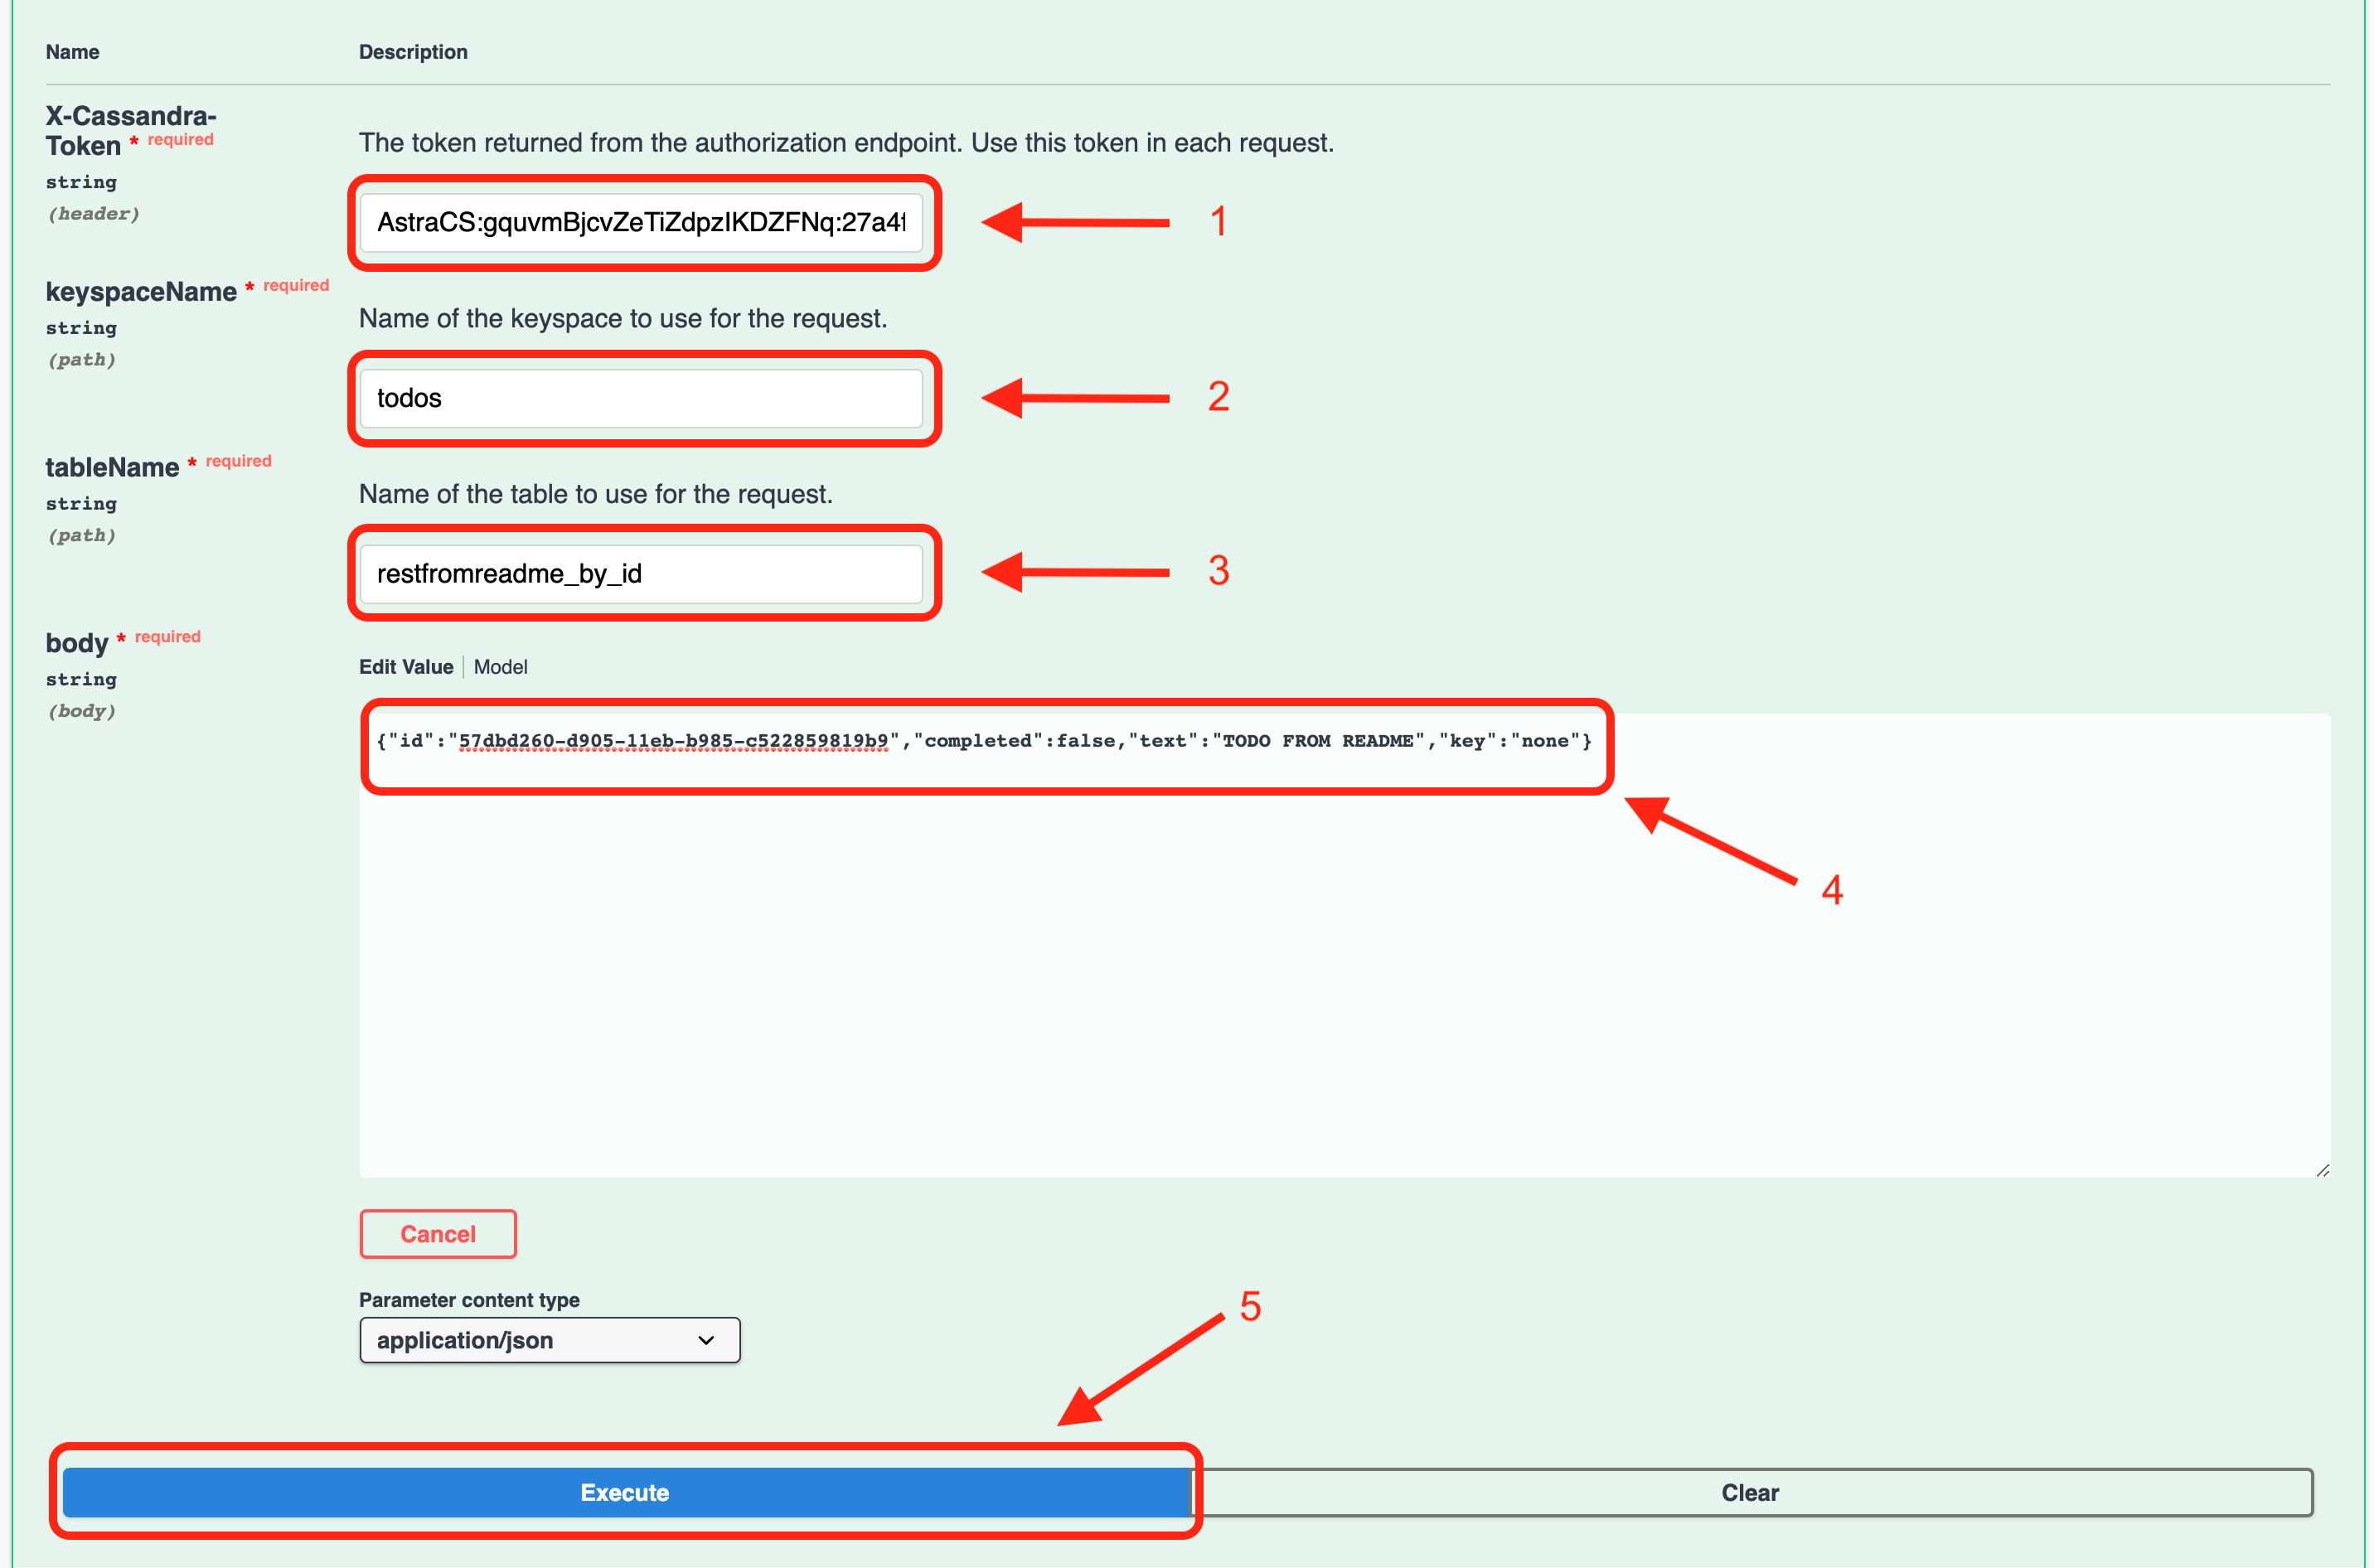 Name Description
X-Cassandra-
Token * required
The token returned from the authorization endpoint. Use this token in each request.
string
(header)
AstraCS:gquvmBjcvZeTiZdpzIKDZFNq:27a4f
1
keyspaceName * required
Name of the keyspace to use for the request.
string
(path)
todos
2
tableName * required
Name of the table to use for the request.
string
(path)
restfromreadme_by_id
3
body * required
Edit Value | Model
string
(body)
{"id":"57dbd260-d905-11eb-b985-c522859819b9","completed":false,"text":"TODO FROM README","key":"none"}
4
Cancel
Parameter content type
application/json
5
Execute Clear